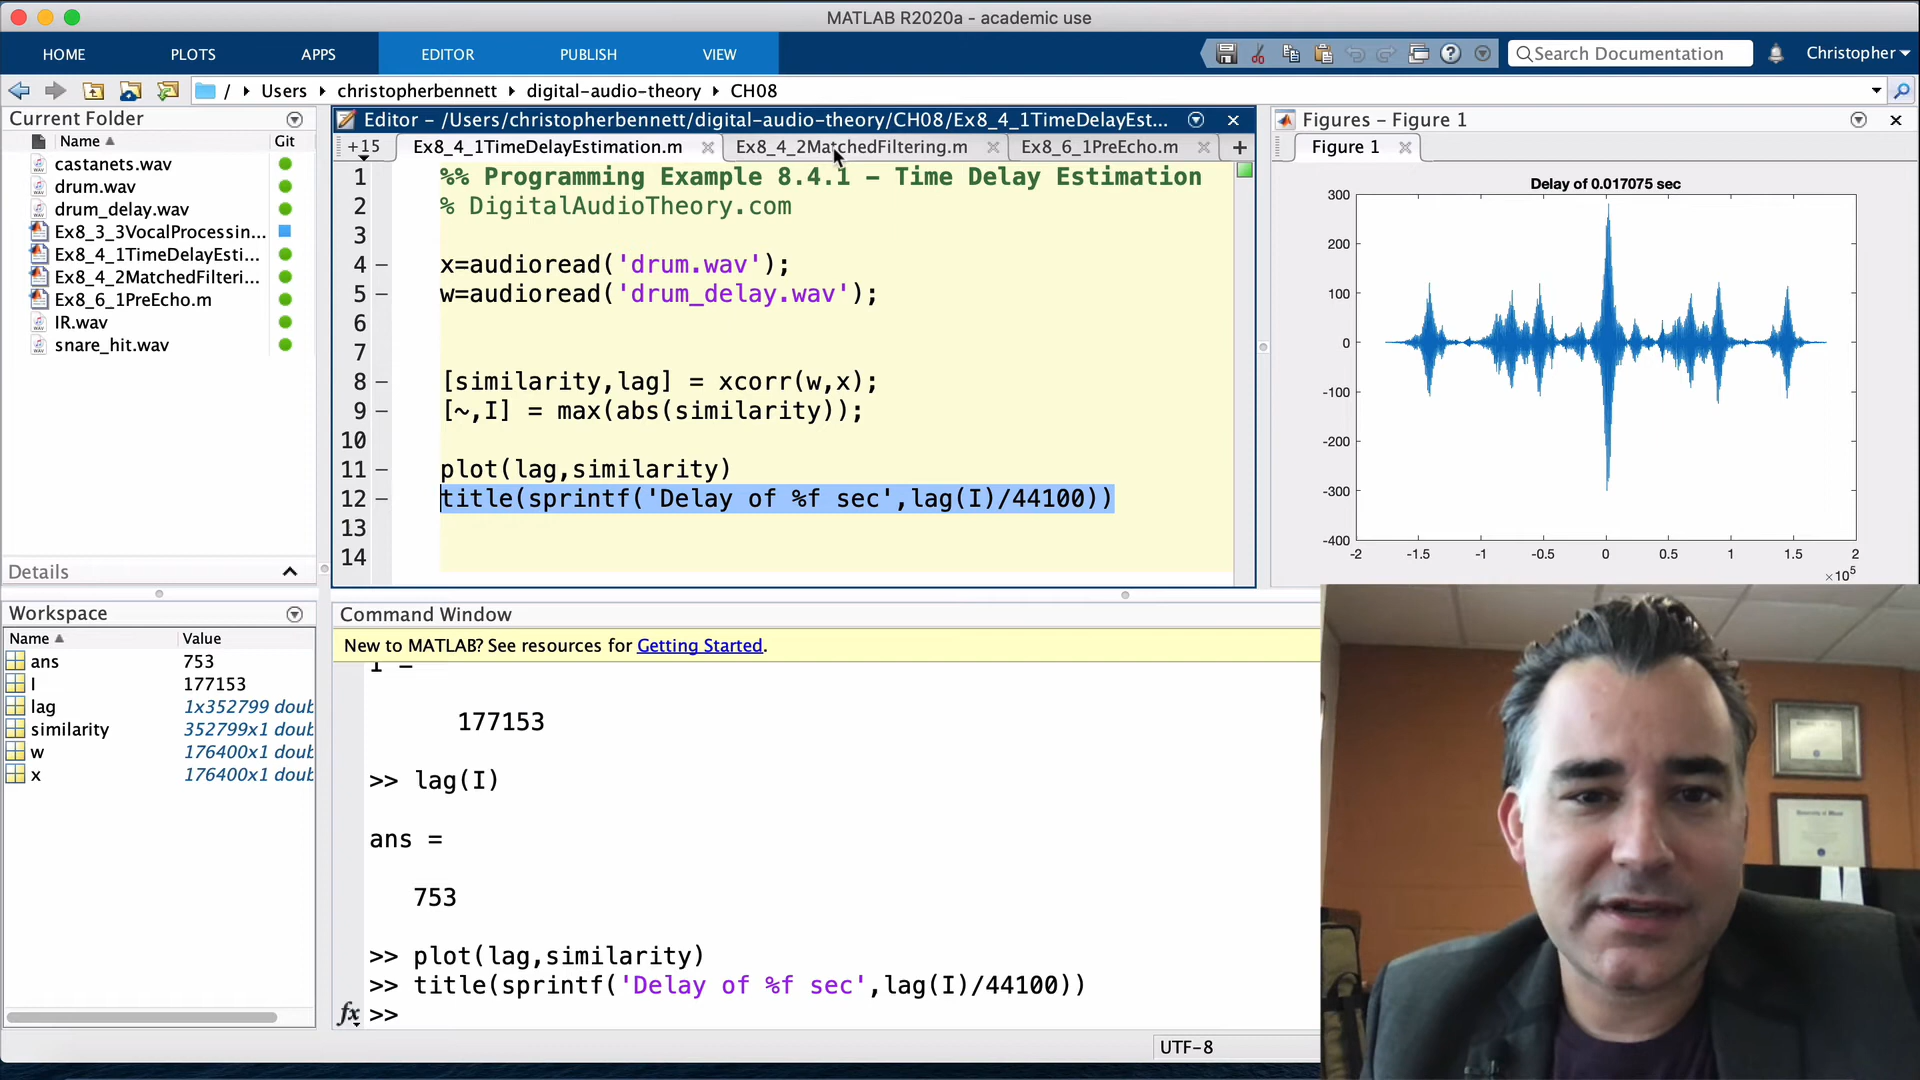 MATLAB R2020a - academic use
HOME PLOTS APPS EDITOR PUBLISH VIEW Search Documentation Christopher
/ Users christopherbennett digital-audio-theory CH08
Current Folder
Name Git
castanets.wav
drum.wav
drum_delay.wav
Ex8_3_3VocalProcessin...
Ex8_4_1TimeDelayEsti...
Ex8_4_2MatchedFilteri...
Ex8_6_1PreEcho.m
IR.wav
snare_hit.wav
Details
Workspace
Name Value
ans 753
I 177153
lag 1x352799 doub
similarity 352799x1 doub
w 176400x1 doub
x 176400x1 doub
Editor - /Users/christopherbennett/digital-audio-theory/CH08/Ex8_4_1TimeDelayEst...
+15 Ex8_4_1TimeDelayEstimation.m Ex8_4_2MatchedFiltering.m Ex8_6_1PreEcho.m
1 %% Programming Example 8.4.1 - Time Delay Estimation
2 % DigitalAudioTheory.com
3
4 - x=audioread('drum.wav');
5 - w=audioread('drum_delay.wav');
6
7
8 - [similarity,lag] = xcorr(w,x);
9 - [~,I] = max(abs(similarity));
10
11 - plot(lag,similarity)
12 - title(sprintf('Delay of %f sec',lag(I)/44100))
13
14
Figures - Figure 1
Figure 1
Delay of 0.017075 sec
300
200
100
0
-100
-200
-300
-400
-2 -1.5 -1 -0.5 0 0.5 1 1.5 2
×10⁵
Command Window
New to MATLAB? See resources for Getting Started.
I =
177153
>> lag(I)
ans =
753
>> plot(lag,similarity)
>> title(sprintf('Delay of %f sec',lag(I)/44100))
fx >>
UTF-8